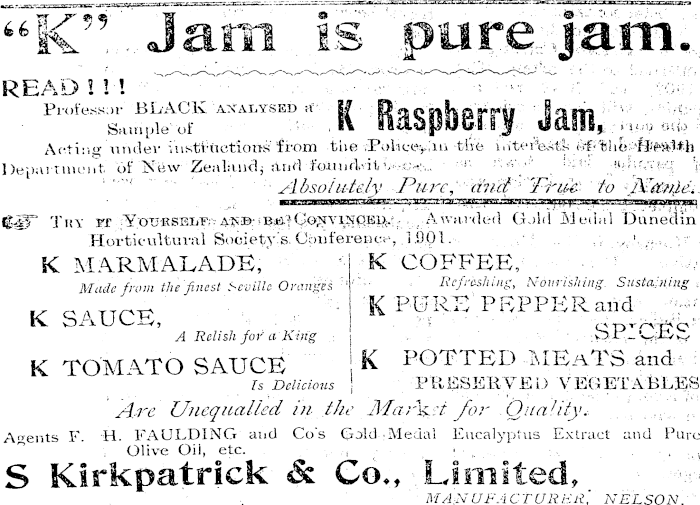 “K” Jam is pure jam.
READ!!!
Professor BLACK ANALYSED a
Sample of
K Raspberry Jam,
Acting under instructions from the Police, in the interests of the Health
Department of New Zealand, and found it
Absolutely Pure, and True to Name.
TRY IT YOURSELF AND BE CONVINCED. Awarded Gold Medal Dunedin
Horticultural Society's Conference, 1901.
K MARMALADE,
Made from the finest Seville Oranges
K SAUCE,
A Relish for a King
K TOMATO SAUCE
Is Delicious
K COFFEE,
Refreshing, Nourishing Sustaining
K PURE PEPPER and
SPICES
K POTTED MEATS and
PRESERVED VEGETABLES
Are Unequalled in the Market for Quality.
Agents F. H. FAULDING and Co's Gold Medal Eucalyptus Extract and Pure
Olive Oil, etc.
S Kirkpatrick & Co., Limited,
MANUFACTURER, NELSON.